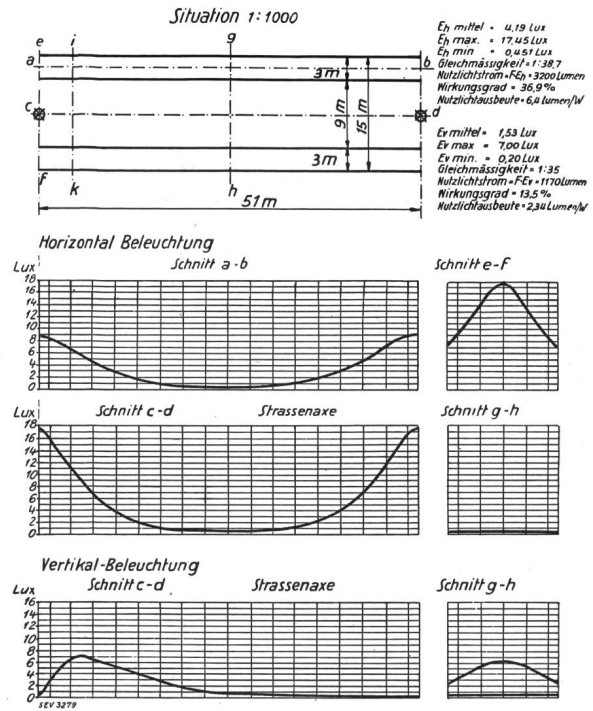 Situation 1:1000
e i g
a b
3m
c d
9 m
15 m
3m
f k h
51m
Eh mittel = 4,19 Lux
Eh max. = 17,45 Lux
Eh min = 0,451 Lux
Gleichmässigkeit = 1:38,7
Nutzlichtstrom = F·Eh = 3200 Lumen
Wirkungsgrad = 36,9%
Nutzlichtausbeute = 6,4 Lumen/W
Ev mittel = 1,53 Lux
Ev max = 7,00 Lux
Ev min. = 0,20 Lux
Gleichmässigkeit = 1:35
Nutzlichtstrom = F·Ev = 1170 Lumen
Wirkungsgrad = 13,5%
Nutzlichtausbeute = 2,34 Lumen/W
Horizontal Beleuchtung
Lux Schnitt a-b Schnitt e-f
18
16
14
12
10
8
6
4
2
0
Lux Schnitt c-d Strassenaxe Schnitt g-h
18
16
14
12
10
8
6
4
2
0
Vertikal-Beleuchtung
Lux Schnitt c-d Strassenaxe Schnitt g-h
16
14
12
10
8
6
4
2
0
SEV 3279